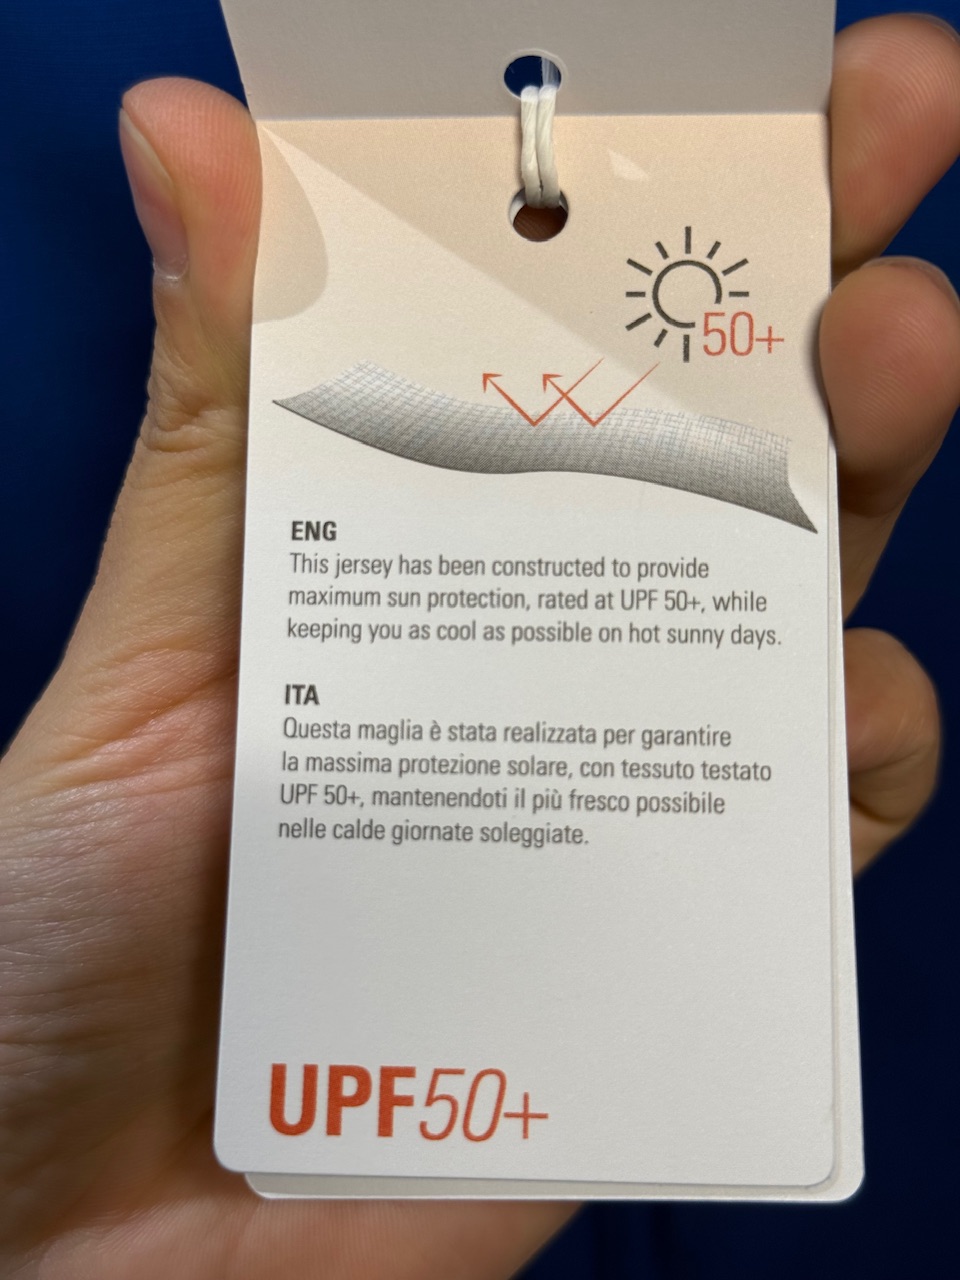 50+
ENG
This jersey has been constructed to provide
maximum sun protection, rated at UPF 50+, while
keeping you as cool as possible on hot sunny days.
ITA
Questa maglia è stata realizzata per garantire
la massima protezione solare, con tessuto testato
UPF 50+, mantenendoti il più fresco possibile
nelle calde giornate soleggiate.
UPF50+